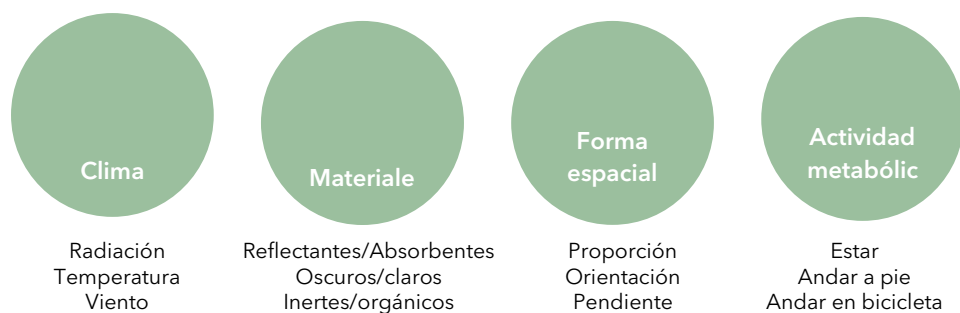 Clima
Radiación
Temperatura
Viento
Materiale
Reflectantes/Absorbentes
Oscuros/claros
Inertes/orgánicos
Forma
espacial
Proporción
Orientación
Pendiente
Actividad
metabólic
Estar
Andar a pie
Andar en bicicleta